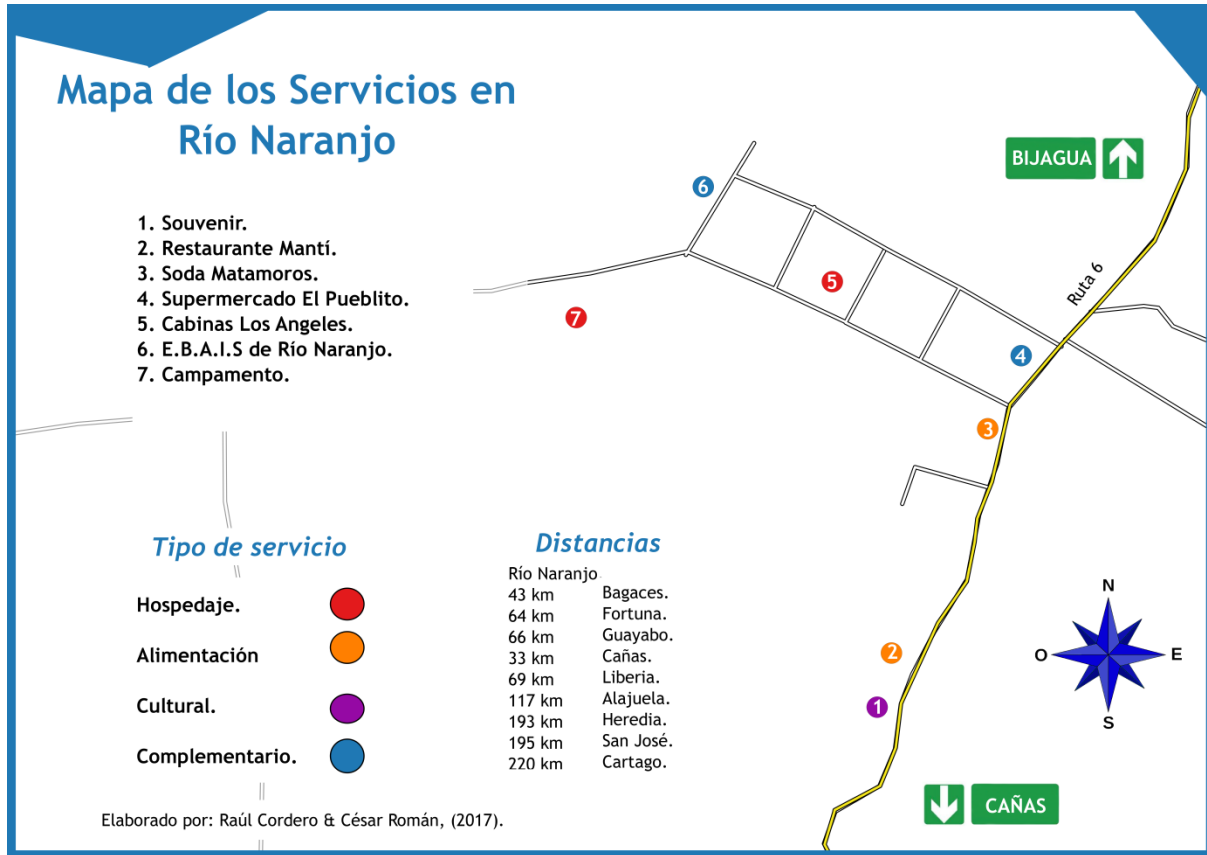 Mapa de los Servicios en
Río Naranjo
1. Souvenir.
2. Restaurante Mantí.
3. Soda Matamoros.
4. Supermercado El Pueblito.
5. Cabinas Los Angeles.
6. E.B.A.I.S de Río Naranjo.
7. Campamento.
BIJAGUA
Ruta 6
6
5
7
4
3
2
1
Tipo de servicio
Hospedaje.
Alimentación
Cultural.
Complementario.
Distancias
Río Naranjo
43 km Bagaces.
64 km Fortuna.
66 km Guayabo.
33 km Cañas.
69 km Liberia.
117 km Alajuela.
193 km Heredia.
195 km San José.
220 km Cartago.
N
O E
S
CAÑAS
Elaborado por: Raúl Cordero & César Román, (2017).